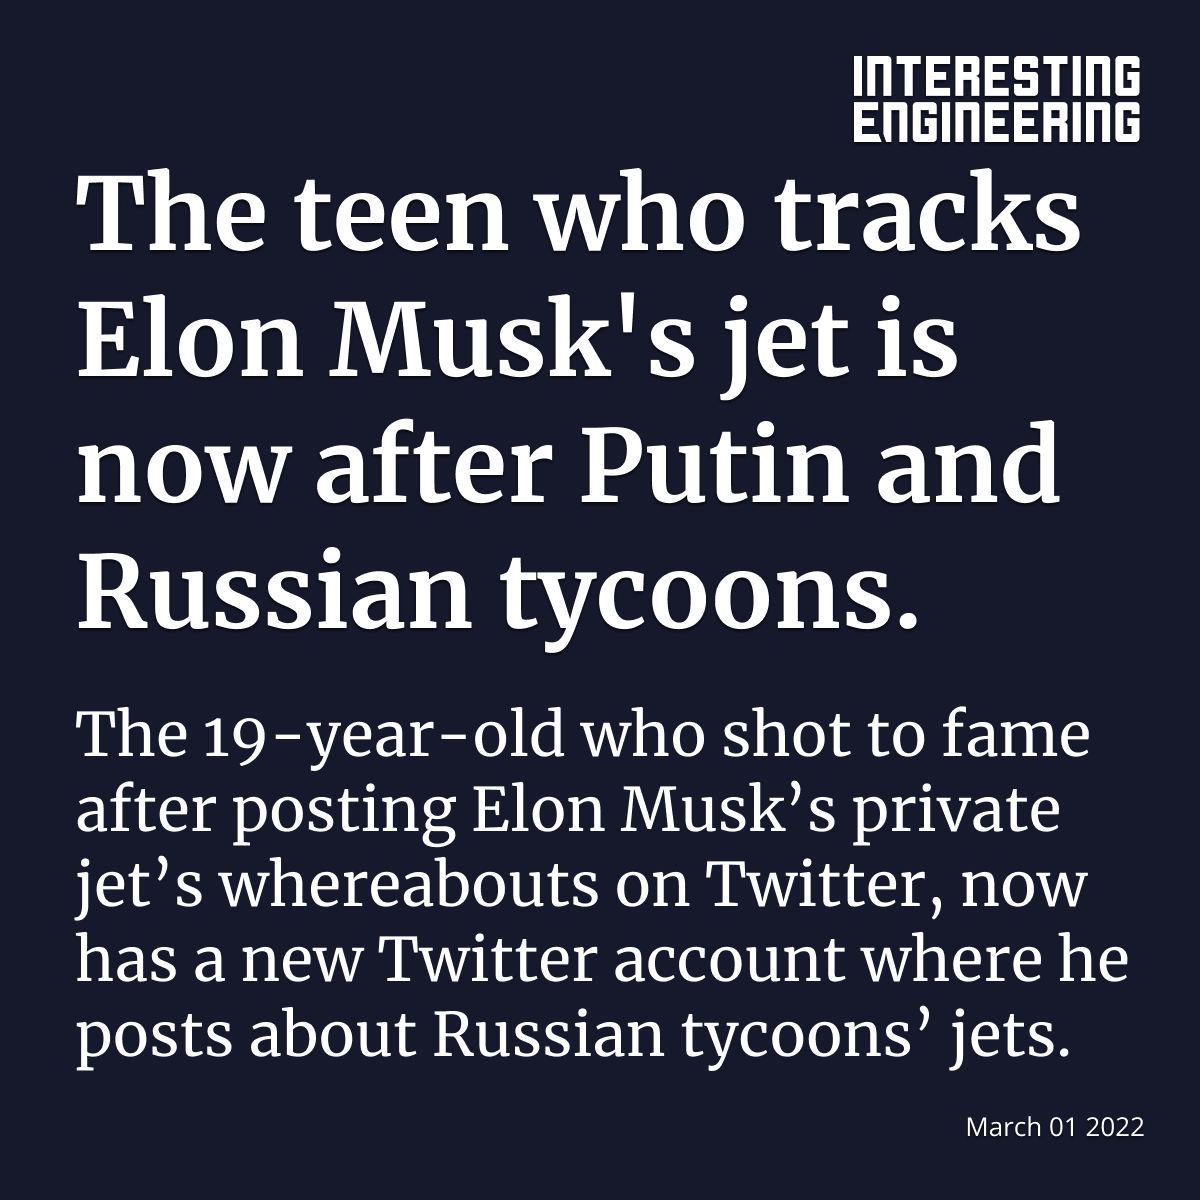 INTERESTING
ENGINEERING
The teen who tracks
Elon Musk's jet is
now after Putin and
Russian tycoons.
The 19-year-old who shot to fame
after posting Elon Musk’s private
jet’s whereabouts on Twitter, now
has a new Twitter account where he
posts about Russian tycoons’ jets.
March 01 2022